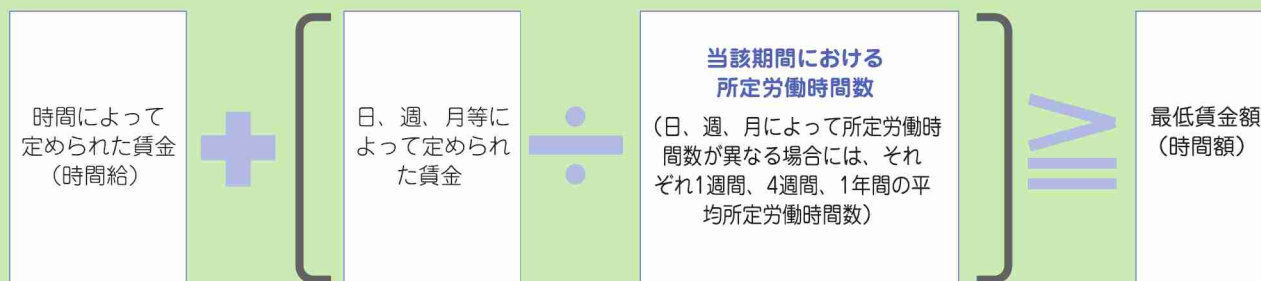 時間によって
定められた賃金
（時間給）
＋
日、週、月等に
よって定められ
た賃金
÷
当該期間における
所定労働時間数
（日、週、月によって所定労働時
間数が異なる場合には、それ
ぞれ1週間、4週間、1年間の平
均所定労働時間数）
≧
最低賃金額
（時間額）